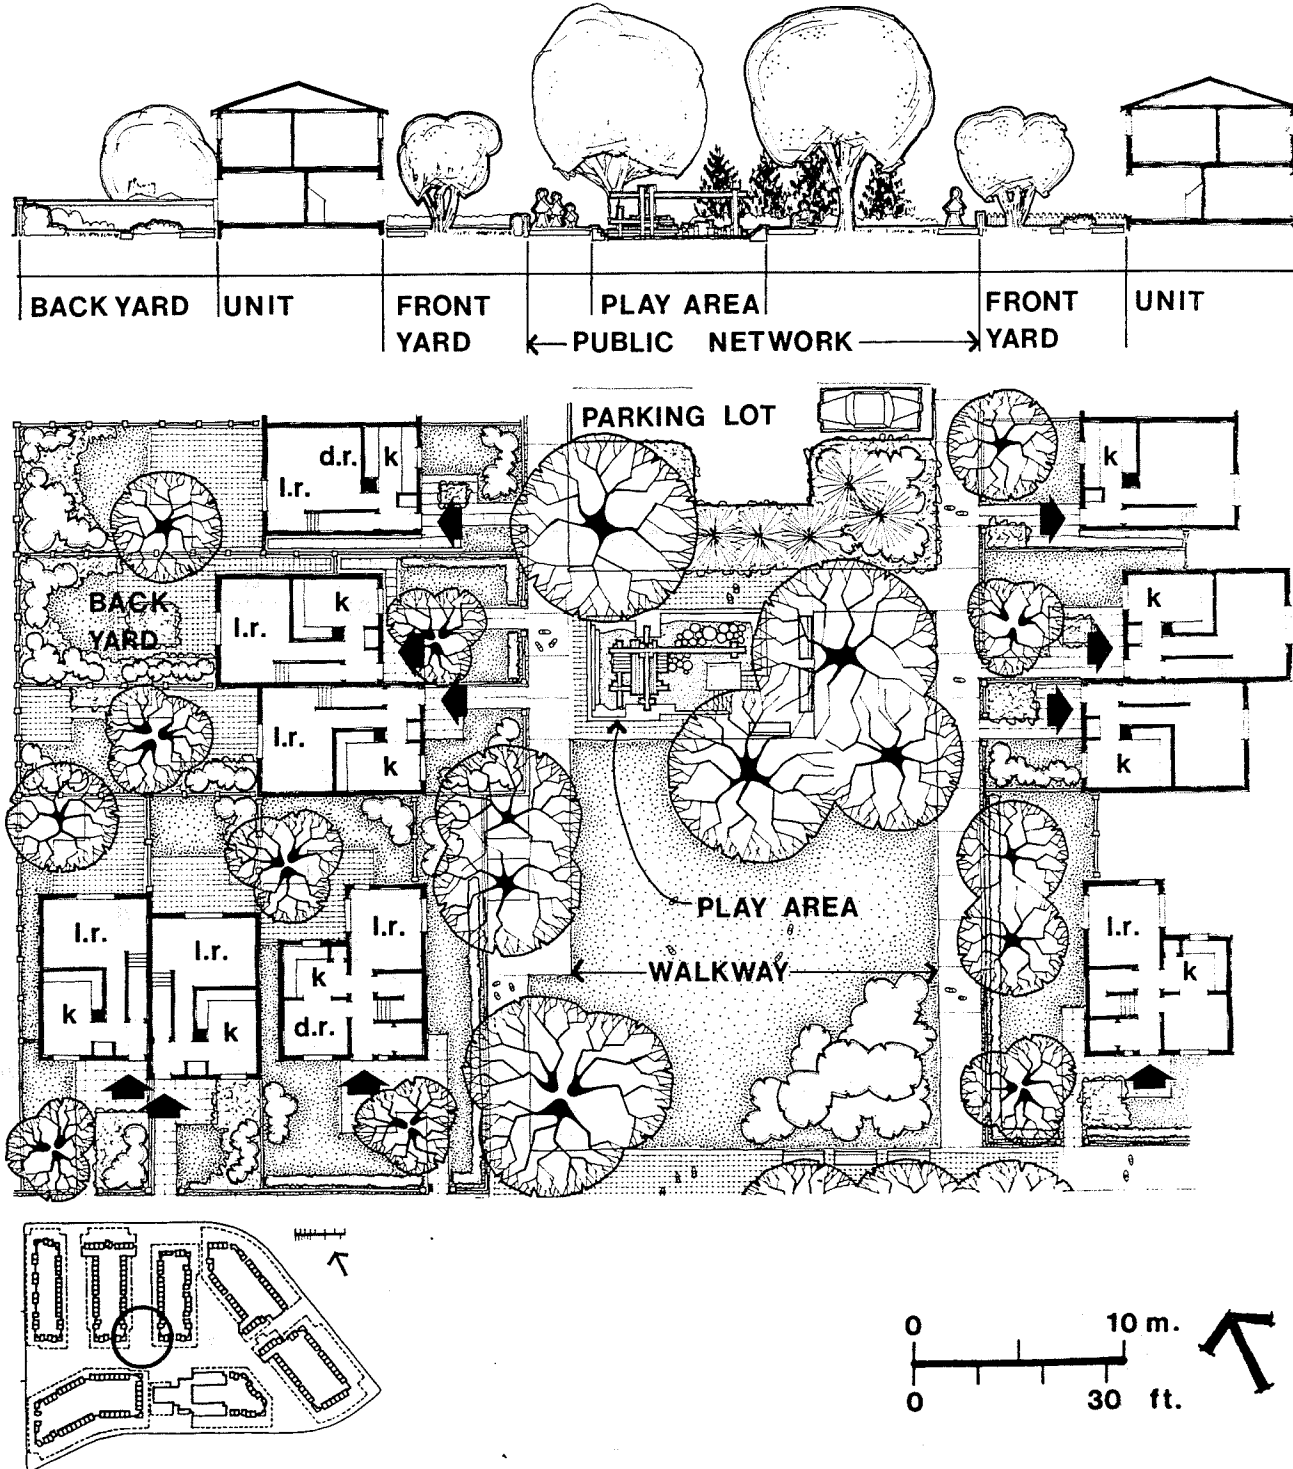 BACK YARD UNIT FRONT PLAY AREA FRONT UNIT
YARD PUBLIC NETWORK YARD
PARKING LOT
d.r. k k
l.r.
BACK k k
YARD l.r.
l.r.
k k
PLAY AREA
l.r. l.r. l.r. l.r.
WALKWAY
k k
k k d.r.
0 10 m.
0 30 ft.